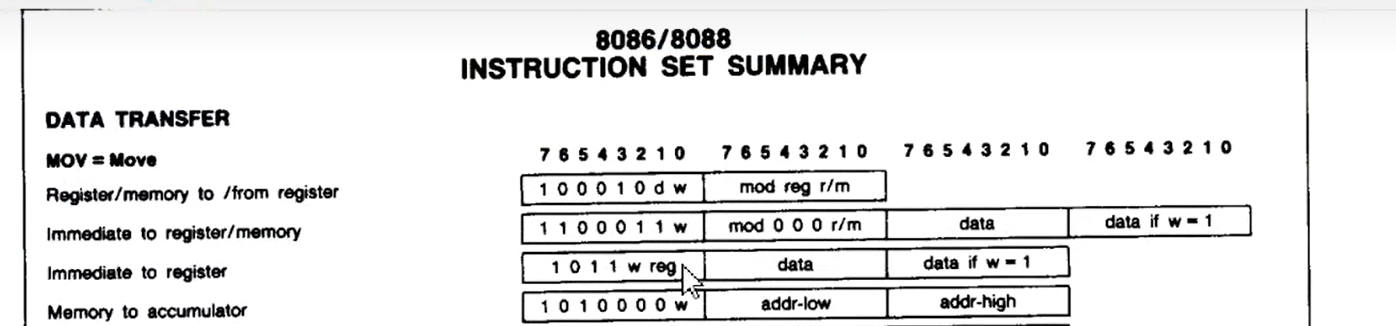 8086/8088
INSTRUCTION SET SUMMARY
DATA TRANSFER
MOV = Move 7 6 5 4 3 2 1 0 7 6 5 4 3 2 1 0 7 6 5 4 3 2 1 0 7 6 5 4 3 2 1 0
Register/memory to /from register 1 0 0 0 1 0 d w mod reg r/m
Immediate to register/memory 1 1 0 0 0 1 1 w mod 0 0 0 r/m data data if w = 1
Immediate to register 1 0 1 1 w reg data data if w = 1
Memory to accumulator 1 0 1 0 0 0 0 w addr-low addr-high